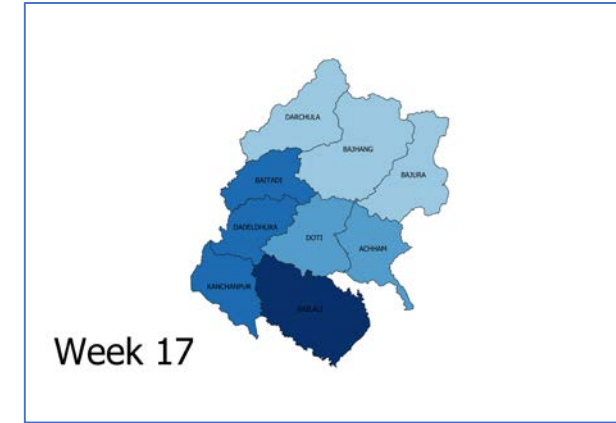 DARCHULA
BAJHANG
BAJURA
BAITADI
DADELDHURA
DOTI
ACHHAM
KANCHANPUR
KAILALI
Week 17